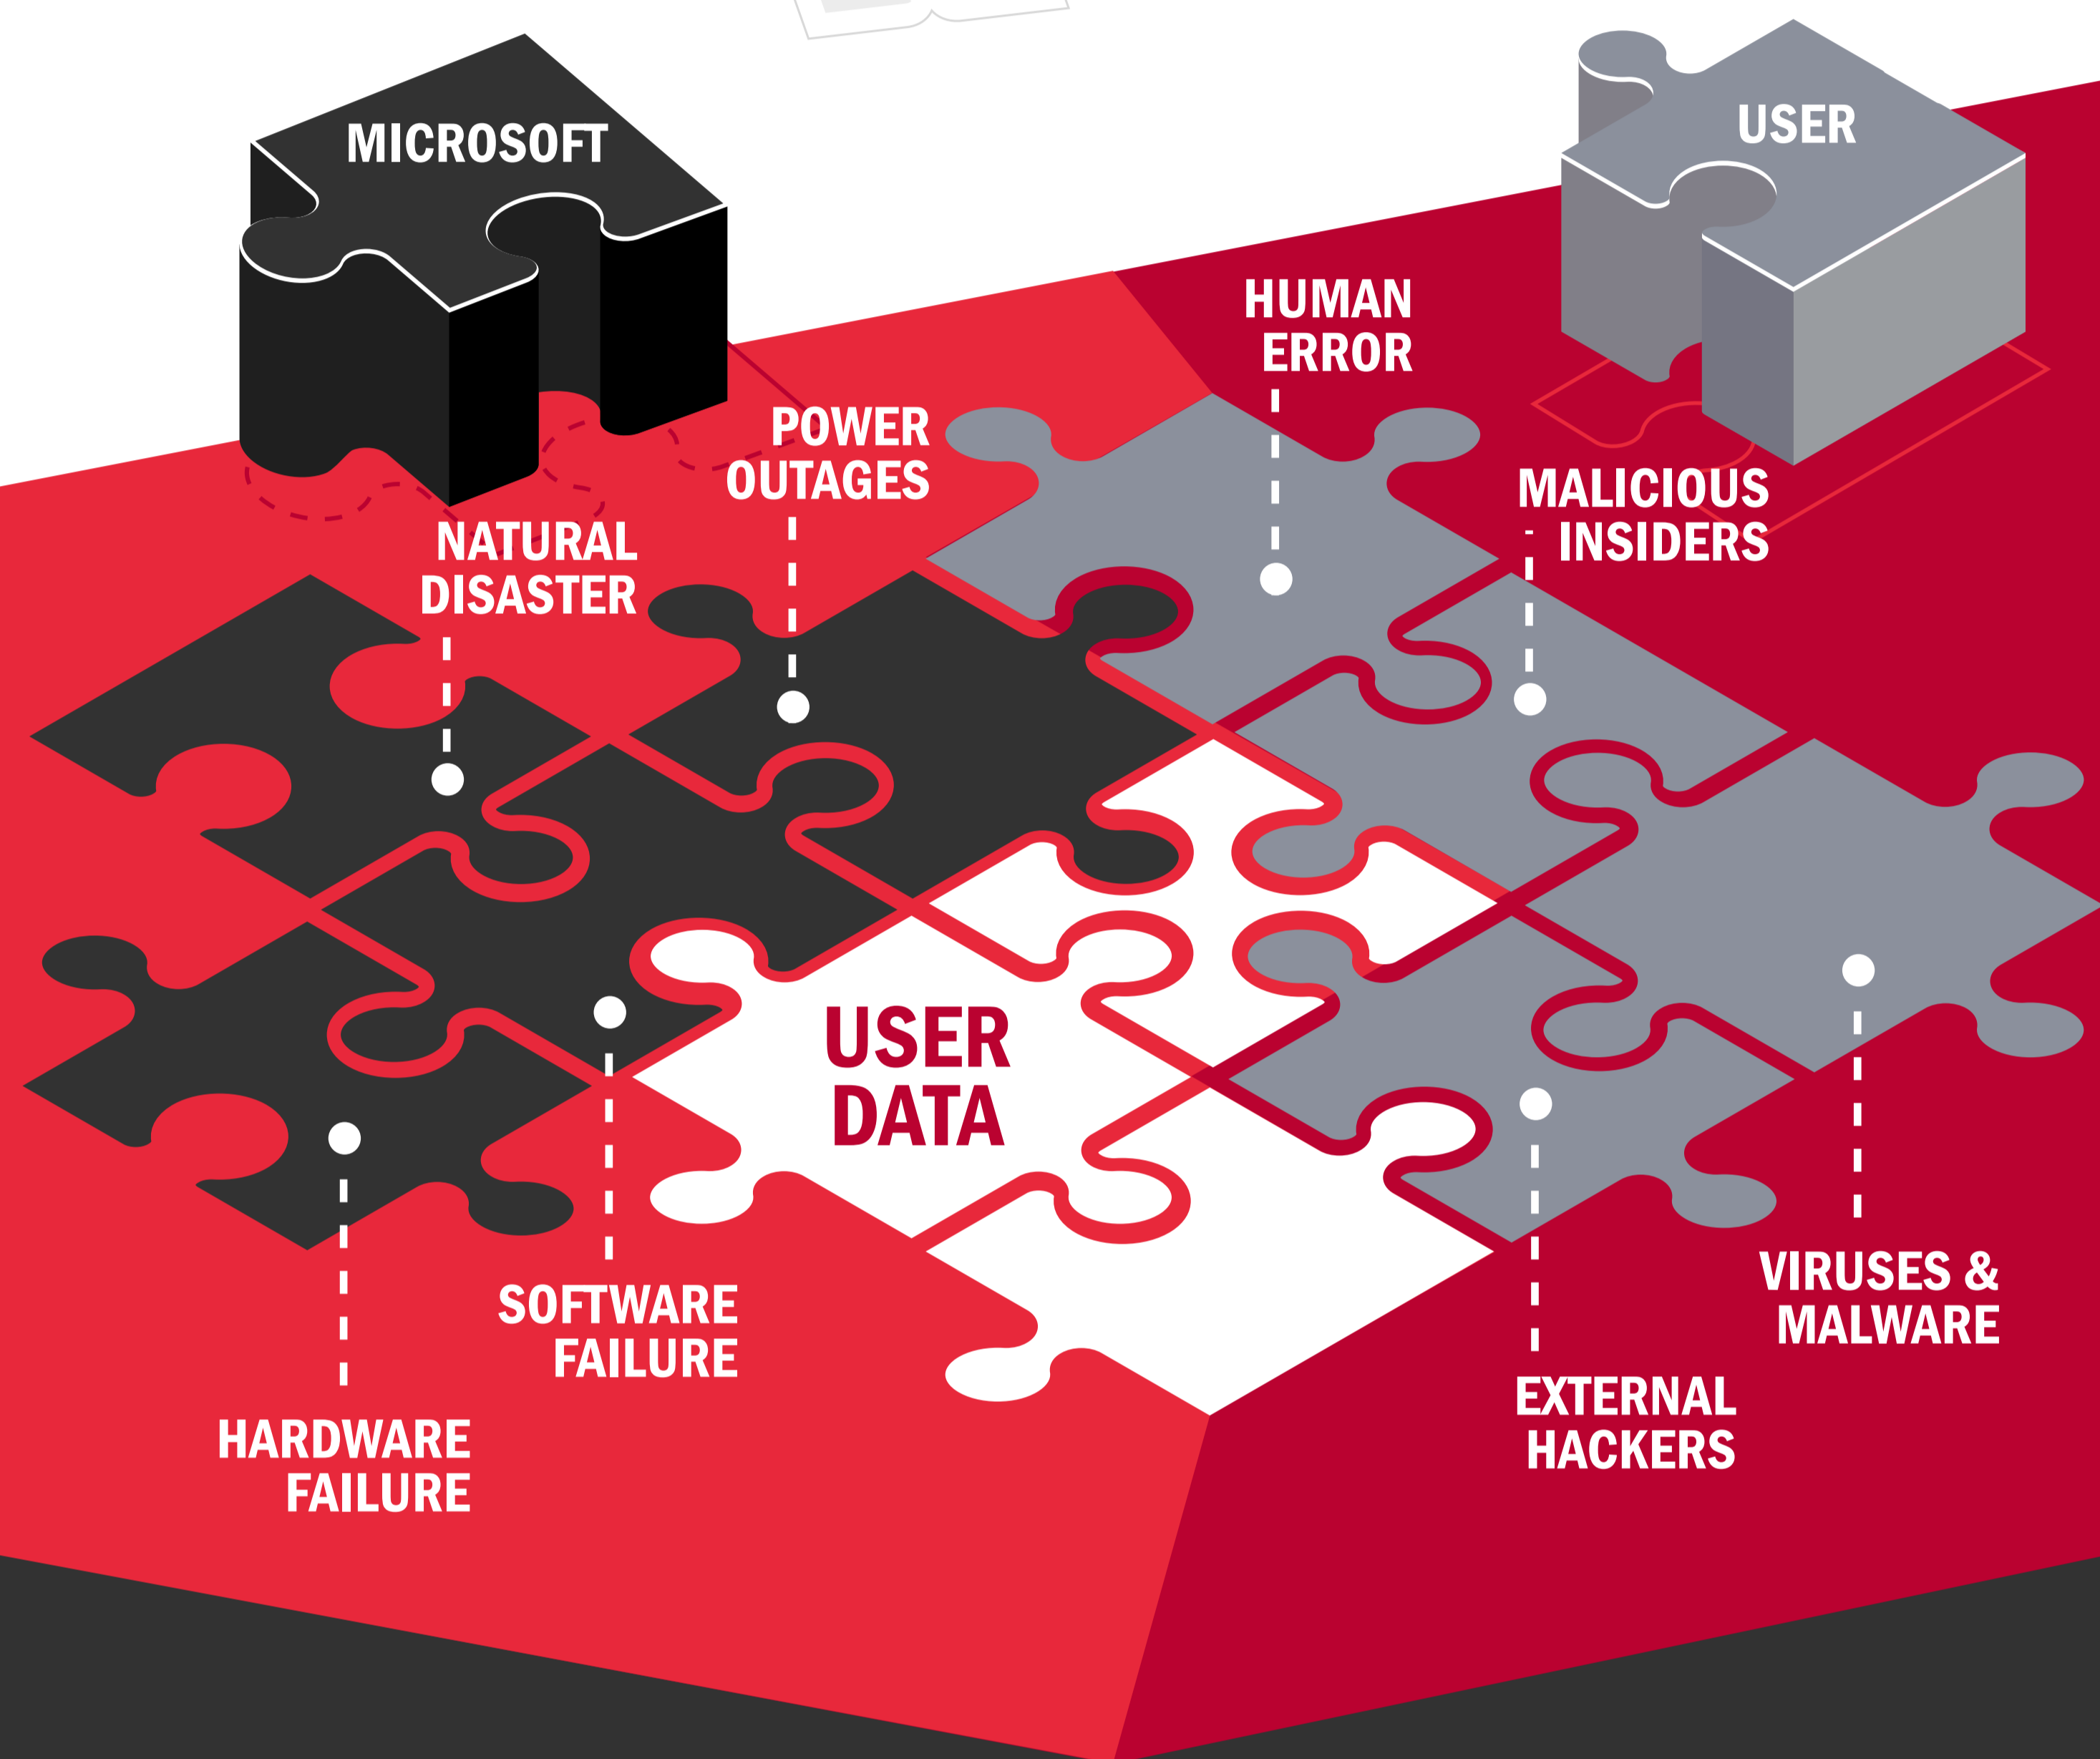 MICROSOFT
USER
HUMAN
ERROR
POWER
OUTAGES
MALICIOUS
INSIDERS
NATURAL
DISASTER
USER
DATA
SOFTWARE
FAILURE
VIRUSES &
MALWARE
EXTERNAL
HACKERS
HARDWARE
FAILURE